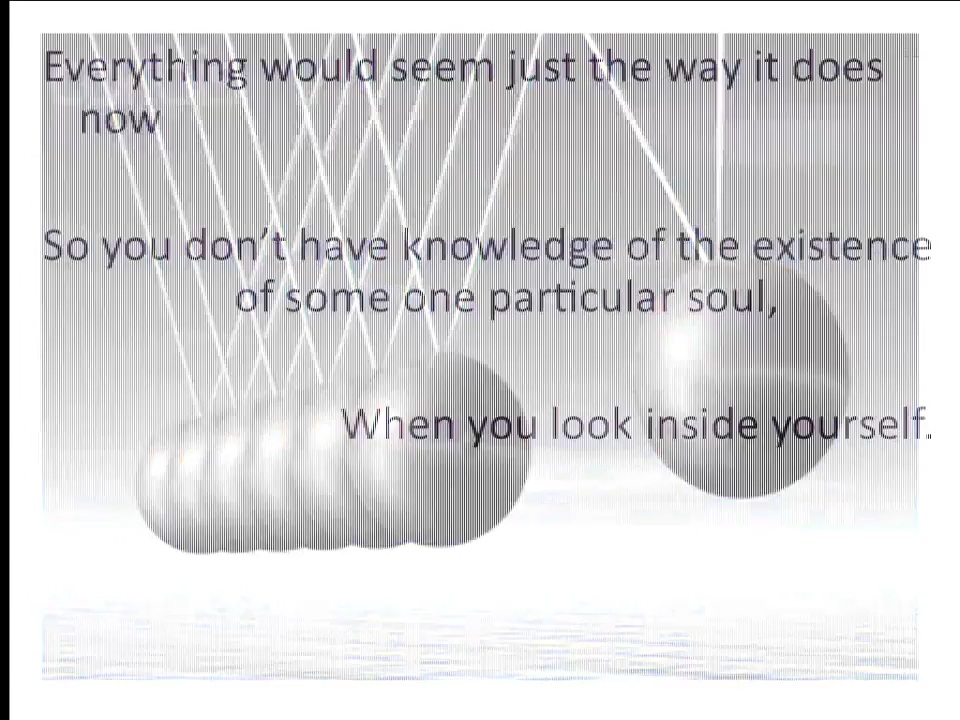 Everything would seem just the way it does
now
So you don't have knowledge of the existence
of some one particular soul,
When you look inside yourself.